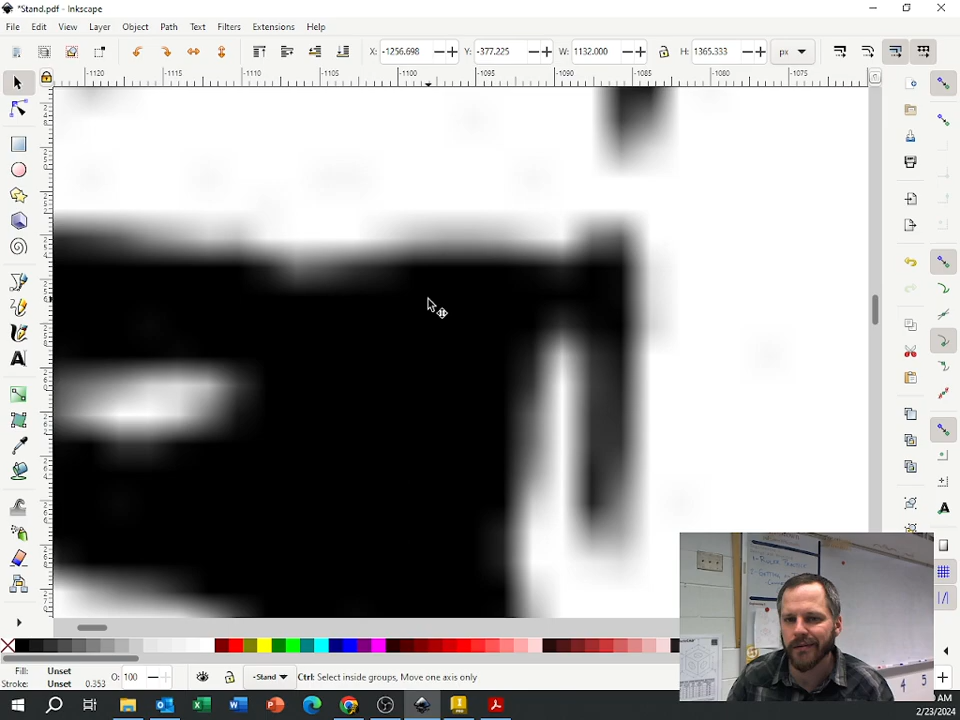 *Stand.pdf - Inkscape
File Edit View Layer Object Path Text Filters Extensions Help
X: -1256.698 Y: -377.225 W: 1132.000 H: 1365.333 px
-1120 -1115 -1110 -1105 -1100 -1095 -1090 -1085 -1080 -1075
Fill: Unset
Stroke: Unset 0.353 O: 100 -Stand Ctrl: Select inside groups, Move one axis only
AM
2/23/2024